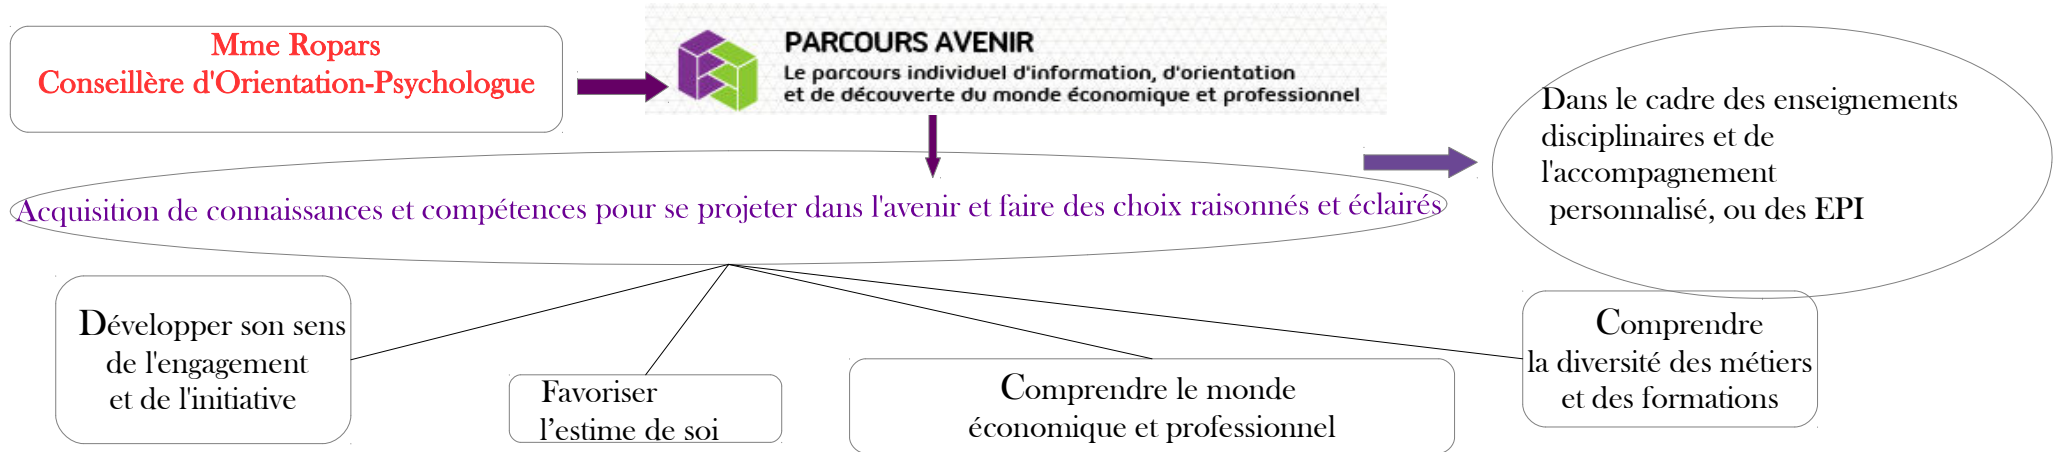 Mme Ropars
Conseillère d'Orientation-Psychologue
PARCOURS AVENIR
Le parcours individuel d'information, d'orientation
et de découverte du monde économique et professionnel
Dans le cadre des enseignements
disciplinaires et de
l'accompagnement
personnalisé, ou des EPI
Acquisition de connaissances et compétences pour se projeter dans l'avenir et faire des choix raisonnés et éclairés
Développer son sens
de l'engagement
et de l'initiative
Favoriser
l’estime de soi
Comprendre le monde
économique et professionnel
Comprendre
la diversité des métiers
et des formations